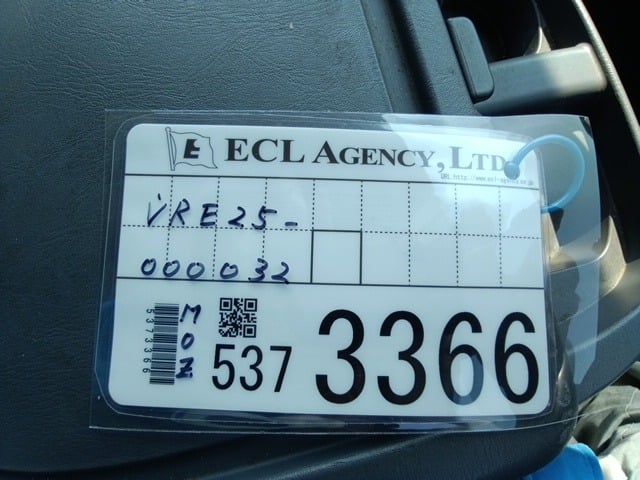 E ECL AGENCY, LTD.
VRE25-
000032
5373366
MOZ
537 3366